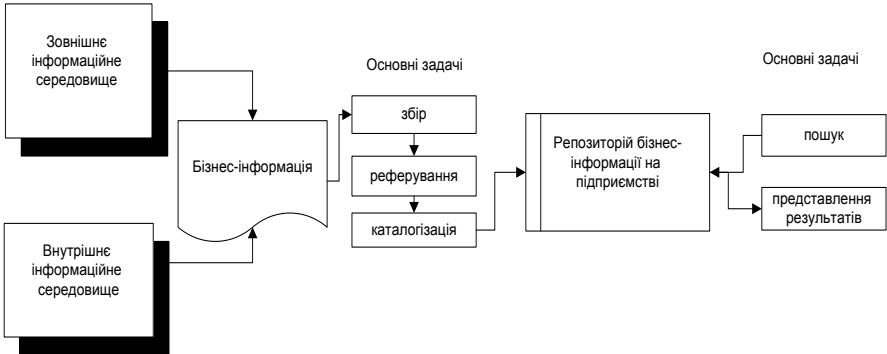 Зовнішнє
інформаційне
середовище
Основні задачі
збір
Бізнес-інформація
реферування
каталогізація
Внутрішнє
інформаційне
середовище
Репозиторій бізнес-
інформації на
підприємстві
Основні задачі
пошук
представлення
результатів